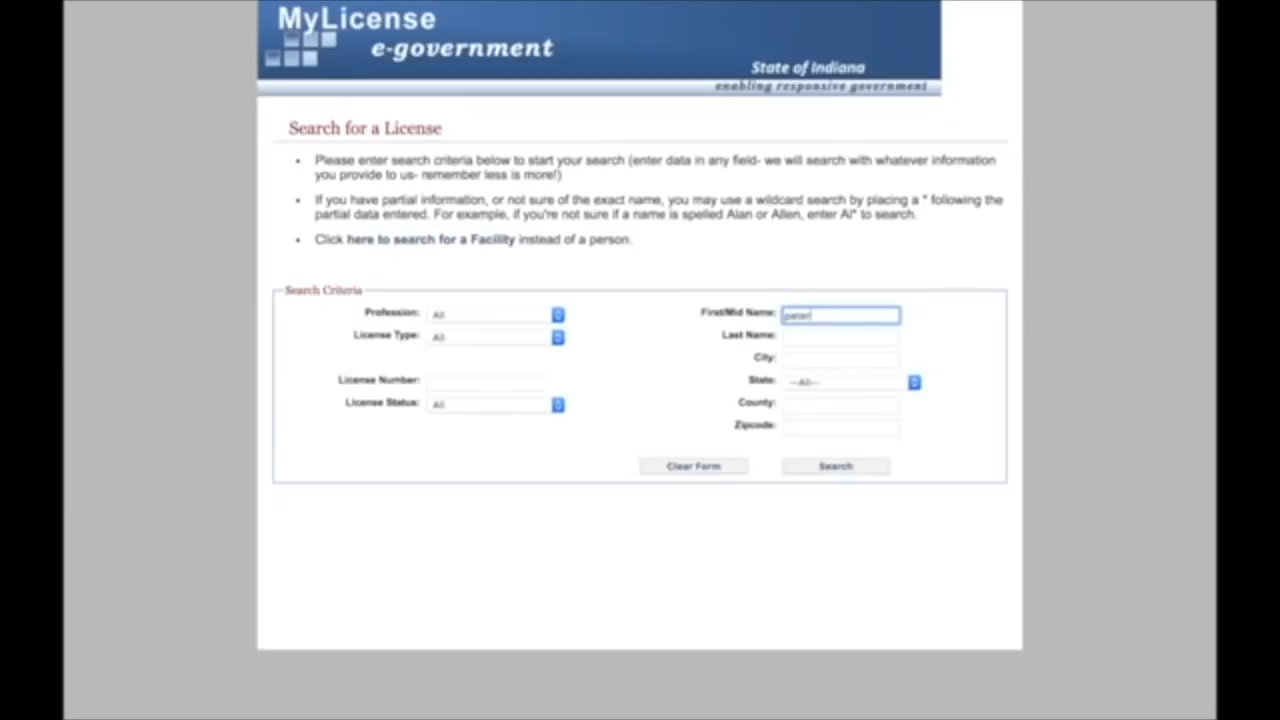 MyLicense
e-government
State of Indiana
enabling responsive government
Search for a License
• Please enter search criteria below to start your search (enter data in any field- we will search with whatever information
you provide to us- remember less is more!)
• If you have partial information, or not sure of the exact name, you may use a wildcard search by placing a * following the
partial data entered. For example, if you're not sure if a name is spelled Alan or Allen, enter Al* to search.
• Click here to search for a Facility instead of a person.
Search Criteria
Profession: All First/Mid Name: peter
License Type: All Last Name:
City:
License Number: State: ---All---
License Status: All County:
Zipcode:
Clear Form Search